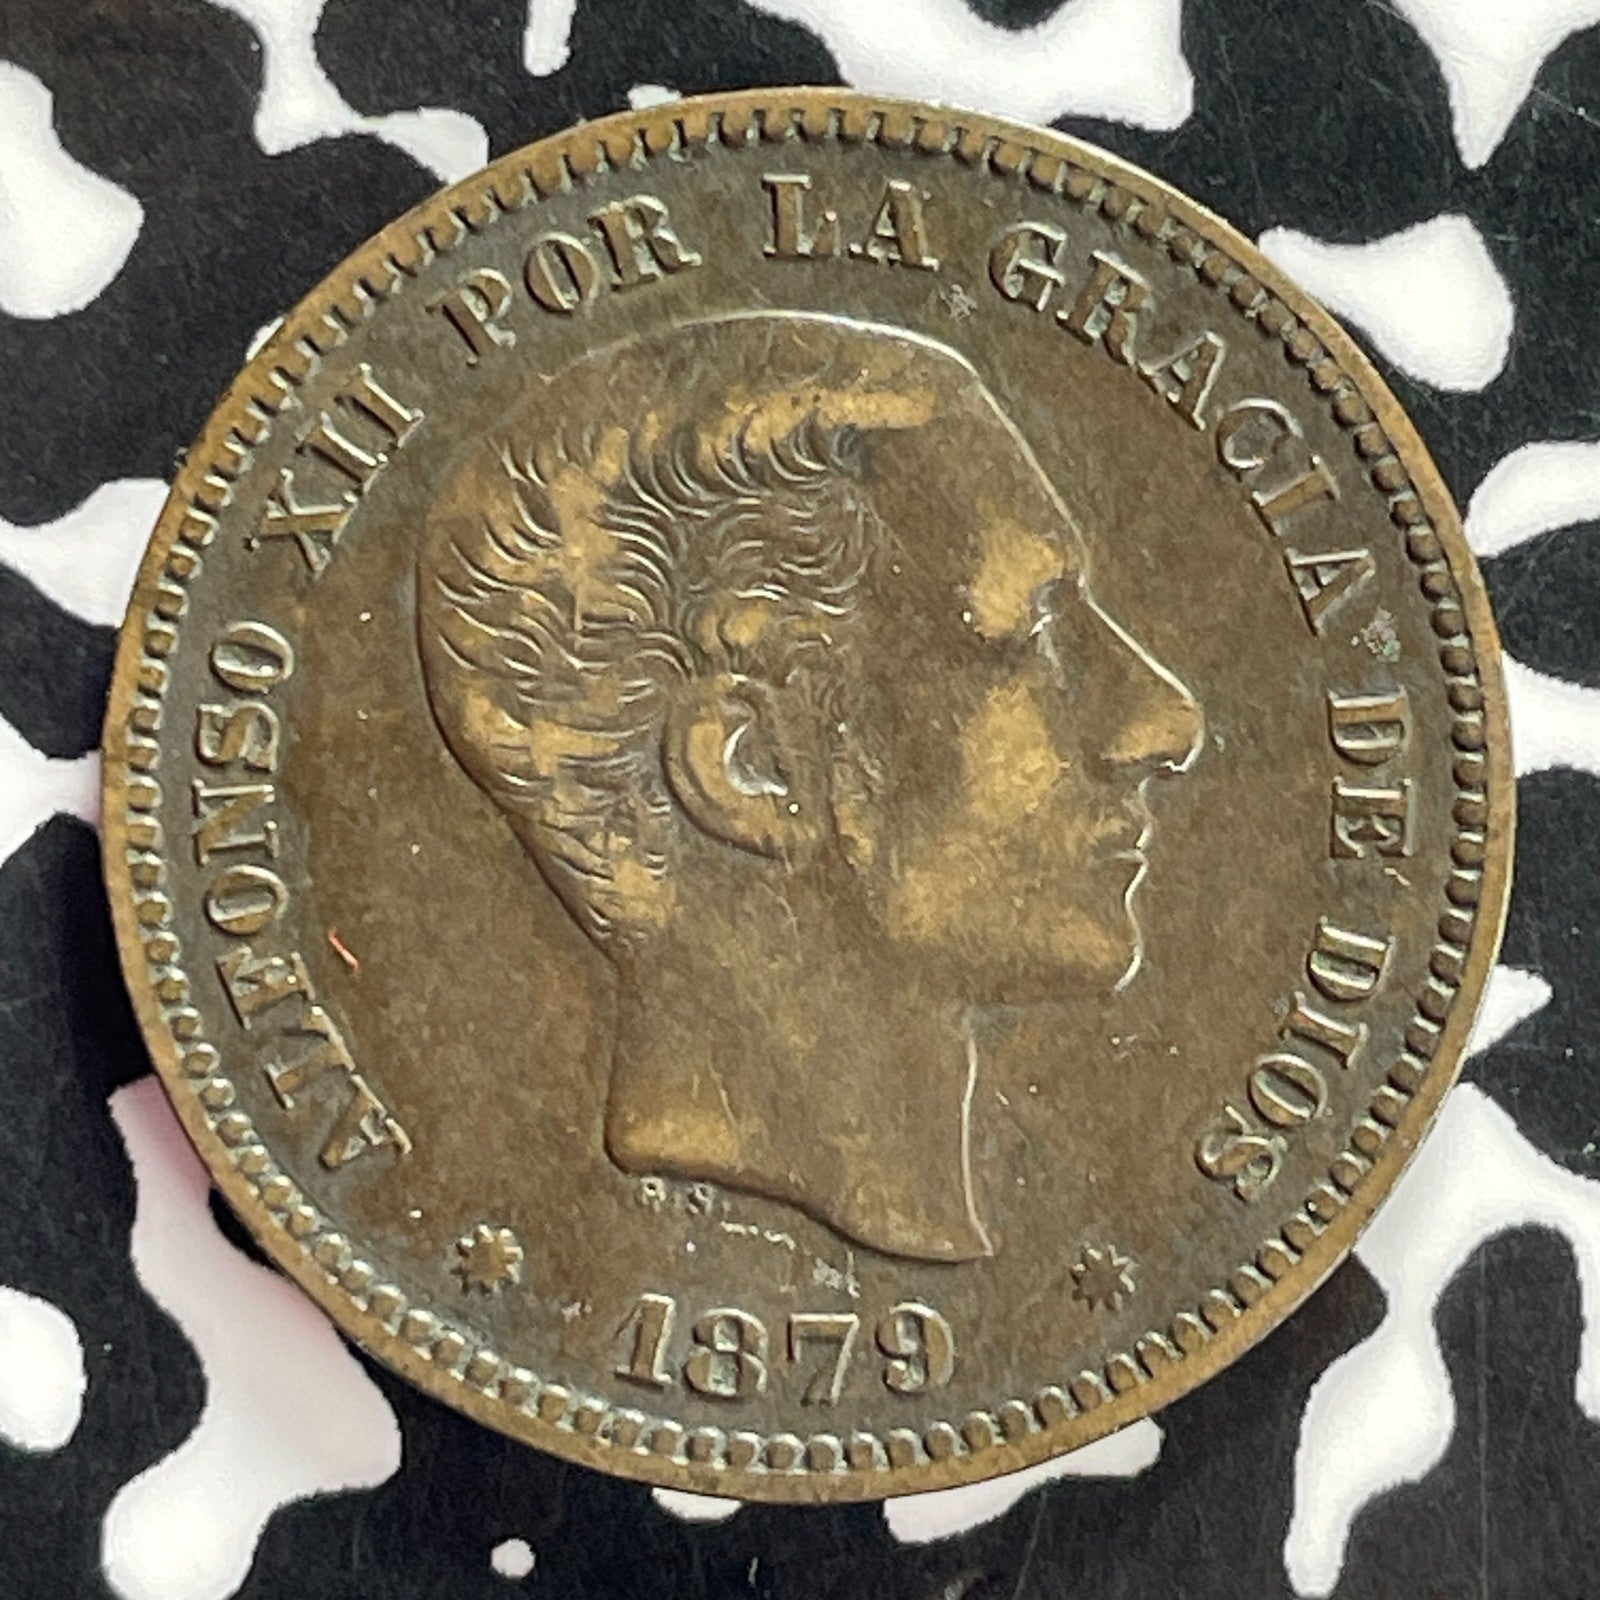 ALFONSO XII POR LA GRACIA DE DIOS
1879